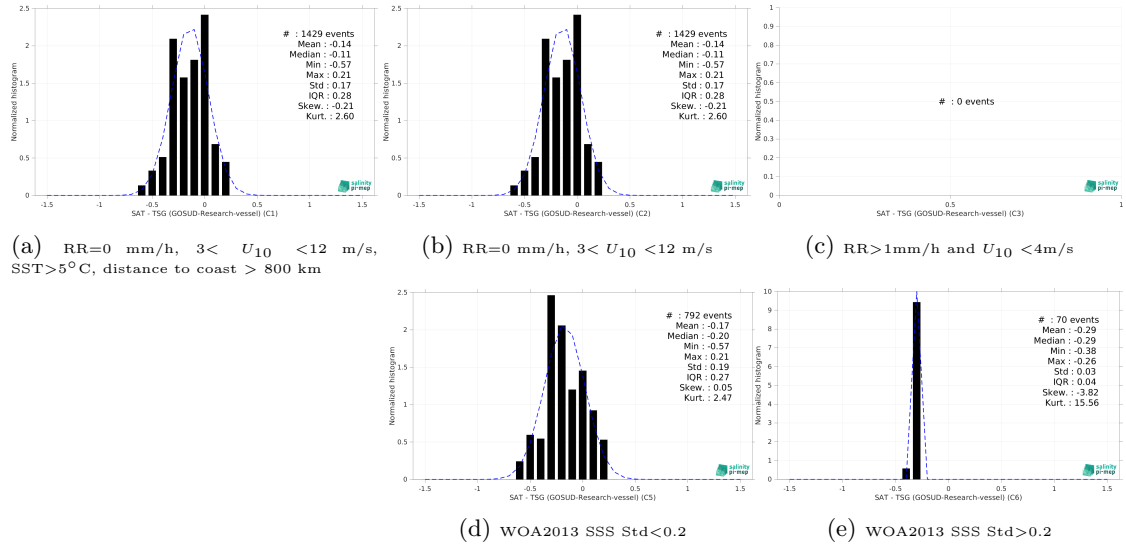 2.5
2
1.5
1
0.5
0
Normalized histogram
# : 1429 events
Mean : -0.14
Median : -0.11
Min : -0.57
Max : 0.21
Std : 0.17
IQR : 0.28
Skew. : -0.21
Kurt. : 2.60
salinity
pi-mep
-1.5 -1 -0.5 0 0.5 1 1.5
SAT - TSG (GOSUD-Research-vessel) (C1)
(a) RR=0 mm/h, 3< U10 <12 m/s,
SST>5°C, distance to coast > 800 km
2.5
2
1.5
1
0.5
0
Normalized histogram
# : 1429 events
Mean : -0.14
Median : -0.11
Min : -0.57
Max : 0.21
Std : 0.17
IQR : 0.28
Skew. : -0.21
Kurt. : 2.60
salinity
pi-mep
-1.5 -1 -0.5 0 0.5 1 1.5
SAT - TSG (GOSUD-Research-vessel) (C2)
(b) RR=0 mm/h, 3< U10 <12 m/s
1
0.9
0.8
0.7
0.6
0.5
0.4
0.3
0.2
0.1
0
Normalized histogram
# : 0 events
salinity
pi-mep
0 0.5 1
SAT - TSG (GOSUD-Research-vessel) (C3)
(c) RR>1mm/h and U10 <4m/s
2.5
2
1.5
1
0.5
0
Normalized histogram
# : 792 events
Mean : -0.17
Median : -0.20
Min : -0.57
Max : 0.21
Std : 0.19
IQR : 0.27
Skew. : 0.05
Kurt. : 2.47
salinity
pi-mep
-1.5 -1 -0.5 0 0.5 1 1.5
SAT - TSG (GOSUD-Research-vessel) (C5)
(d) WOA2013 SSS Std<0.2
10
9
8
7
6
5
4
3
2
1
0
Normalized histogram
# : 70 events
Mean : -0.29
Median : -0.29
Min : -0.38
Max : -0.26
Std : 0.03
IQR : 0.04
Skew. : -3.82
Kurt. : 15.56
salinity
pi-mep
-1.5 -1 -0.5 0 0.5 1 1.5
SAT - TSG (GOSUD-Research-vessel) (C6)
(e) WOA2013 SSS Std>0.2